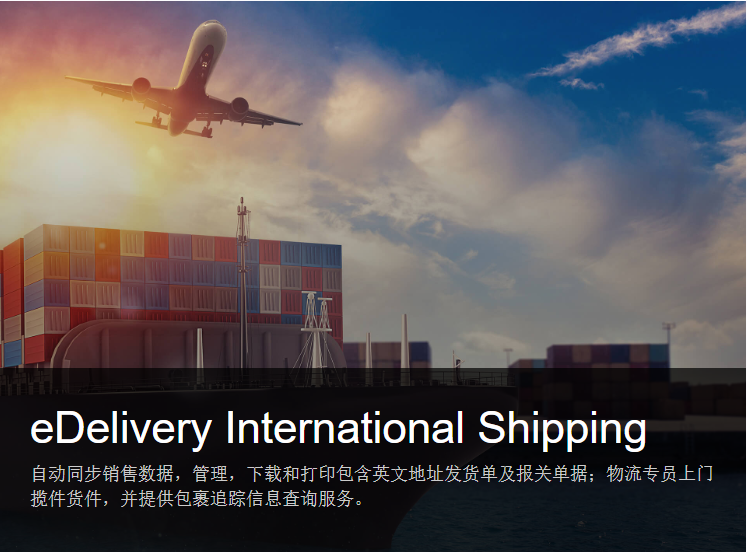 eDelivery International Shipping
自动同步销售数据，管理，下载和打印包含英文地址发货单及报关单据；物流专员上门
揽件货件，并提供包裹追踪信息查询服务。